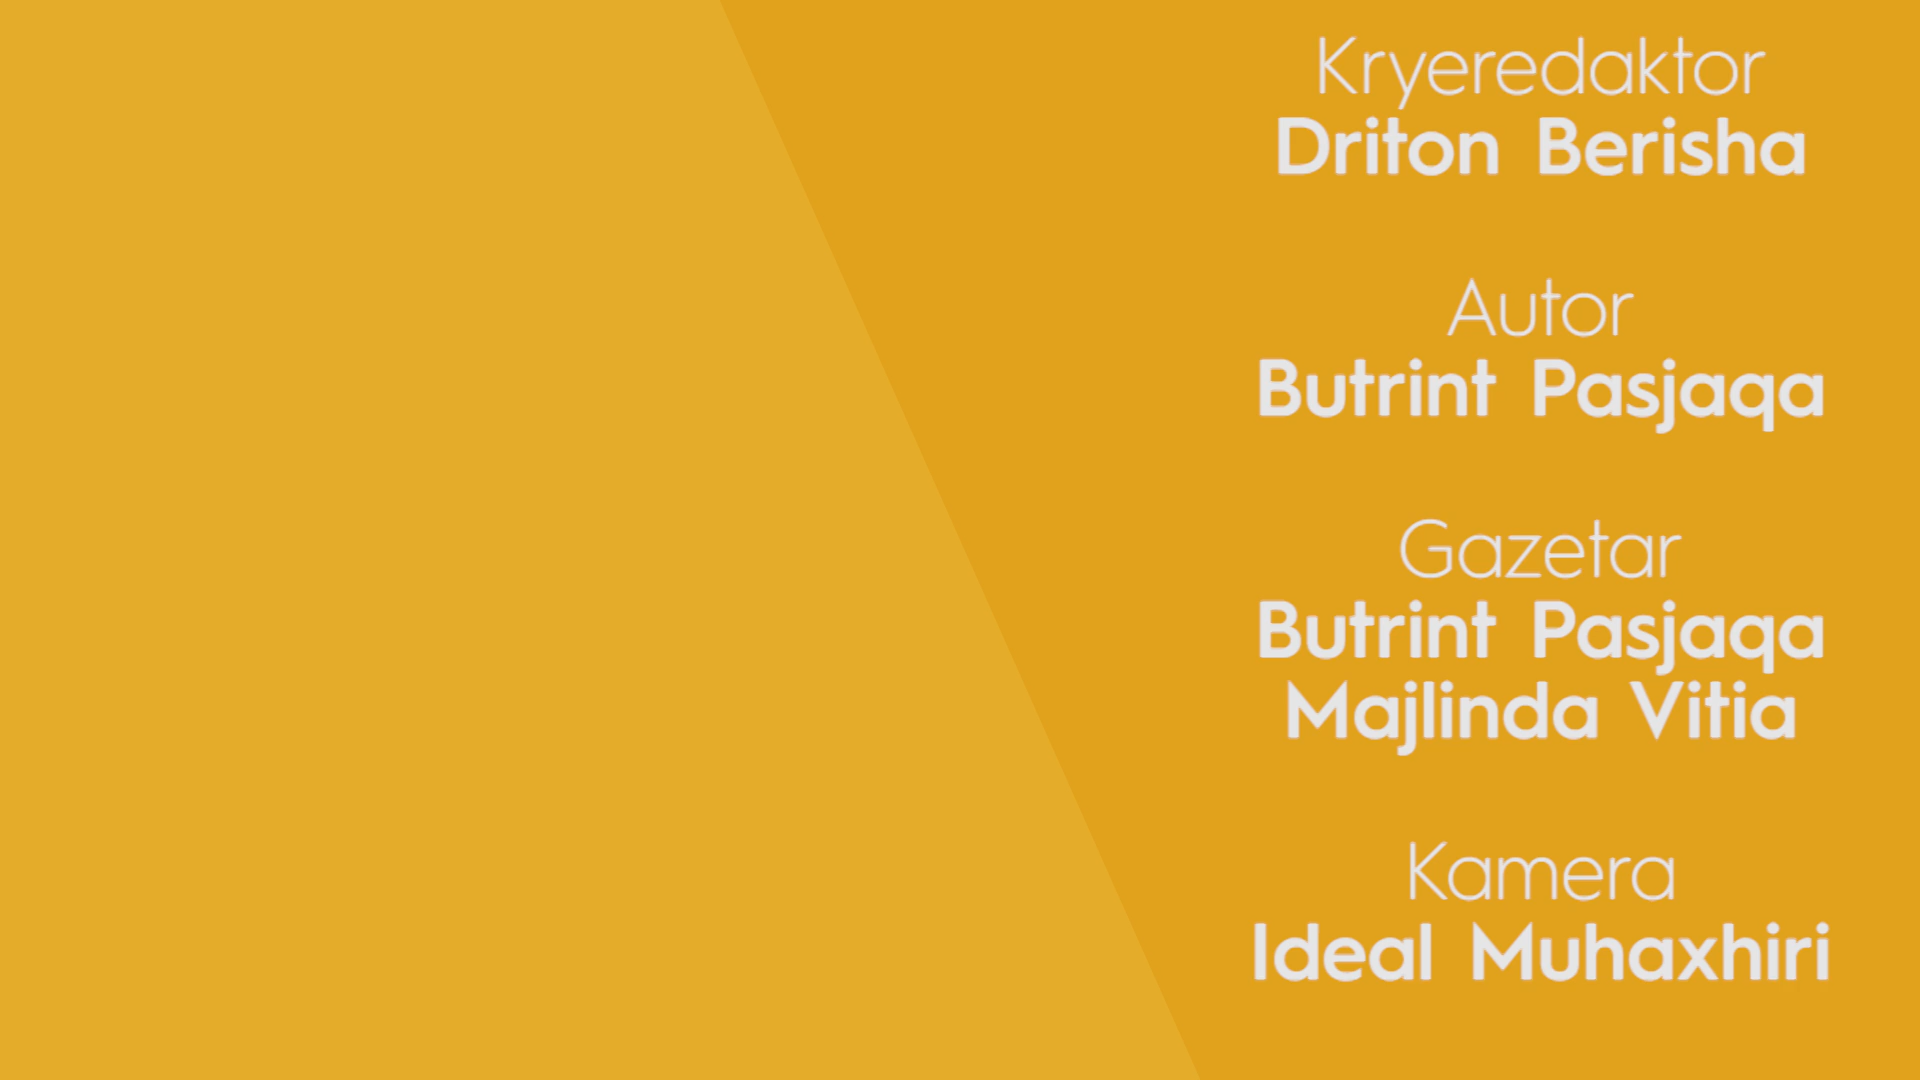 Kryeredaktor
Driton Berisha
Autor
Butrint Pasjaqa
Gazetar
Butrint Pasjaqa
Majlinda Vitia
Kamera
Ideal Muhaxhiri